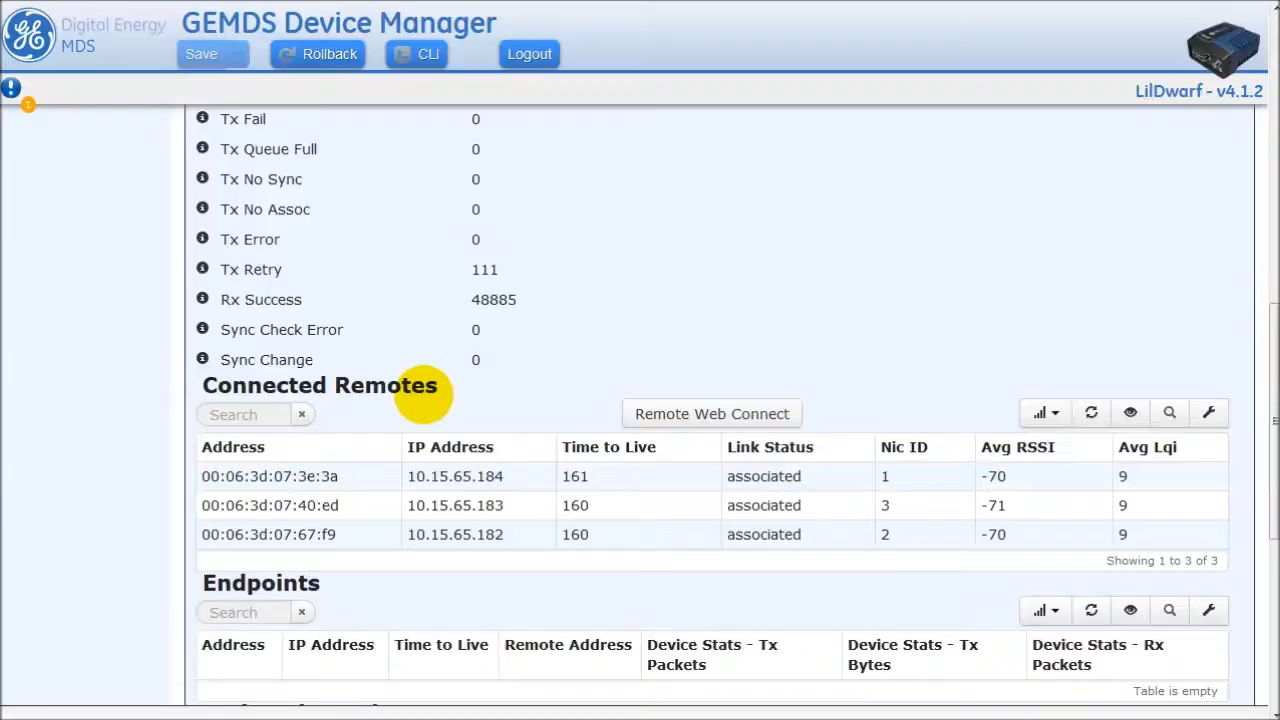 Digital Energy
MDS
GEMDS Device Manager
Save
Rollback
CLI
Logout
1
LilDwarf - v4.1.2
Tx Fail 0
Tx Queue Full 0
Tx No Sync 0
Tx No Assoc 0
Tx Error 0
Tx Retry 111
Rx Success 48885
Sync Check Error 0
Sync Change 0
Connected Remotes
Search ×
Remote Web Connect
Address IP Address Time to Live Link Status Nic ID Avg RSSI Avg Lqi
00:06:3d:07:3e:3a 10.15.65.184 161 associated 1 -70 9
00:06:3d:07:40:ed 10.15.65.183 160 associated 3 -71 9
00:06:3d:07:67:f9 10.15.65.182 160 associated 2 -70 9
Showing 1 to 3 of 3
Endpoints
Search ×
Address IP Address Time to Live Remote Address Device Stats - Tx Packets Device Stats - Tx Bytes Device Stats - Rx Packets
Table is empty